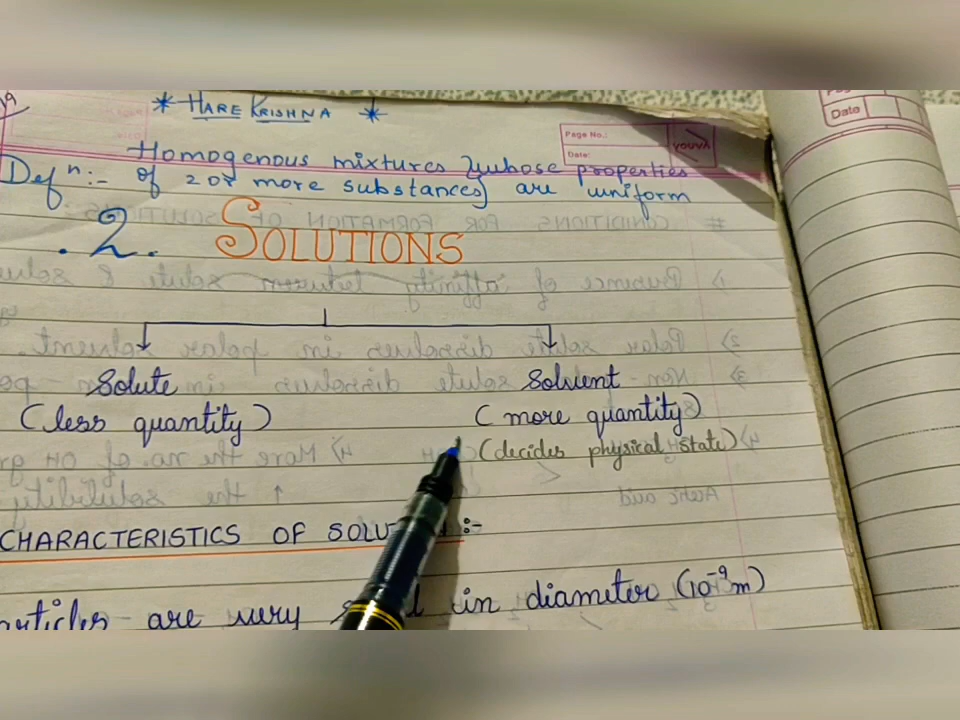 * HARE KRISHNA *
Page No.:
Date:
YOUVA
Date
Homogenous mixtures } whose properties
Defⁿ:- of 2 or more substances} are uniform
.2. SOLUTIONS
Solute Solvent
(less quantity) (more quantity)
(decides physical state)
CHARACTERISTICS OF :-
are very in diameter (10⁻⁹m)